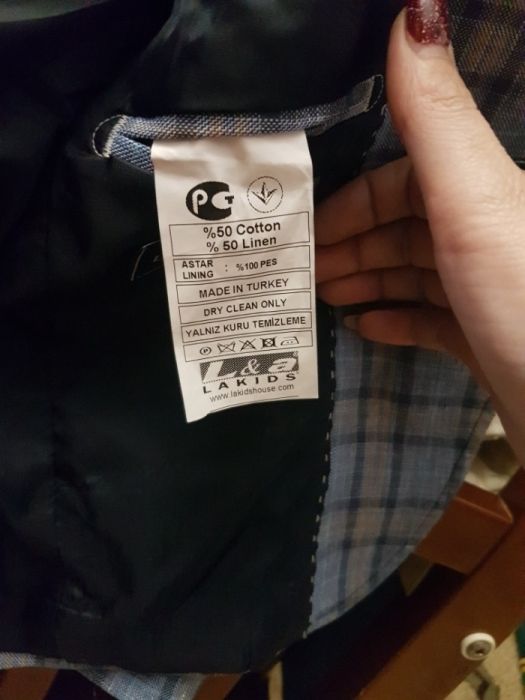 PCT
%50 Cotton
% 50 Linen
ASTAR
LINING : %100 PES
MADE IN TURKEY
DRY CLEAN ONLY
YALNIZ KURU TEMİZLEME
L&a
LAKIDS
www.lakidshouse.com